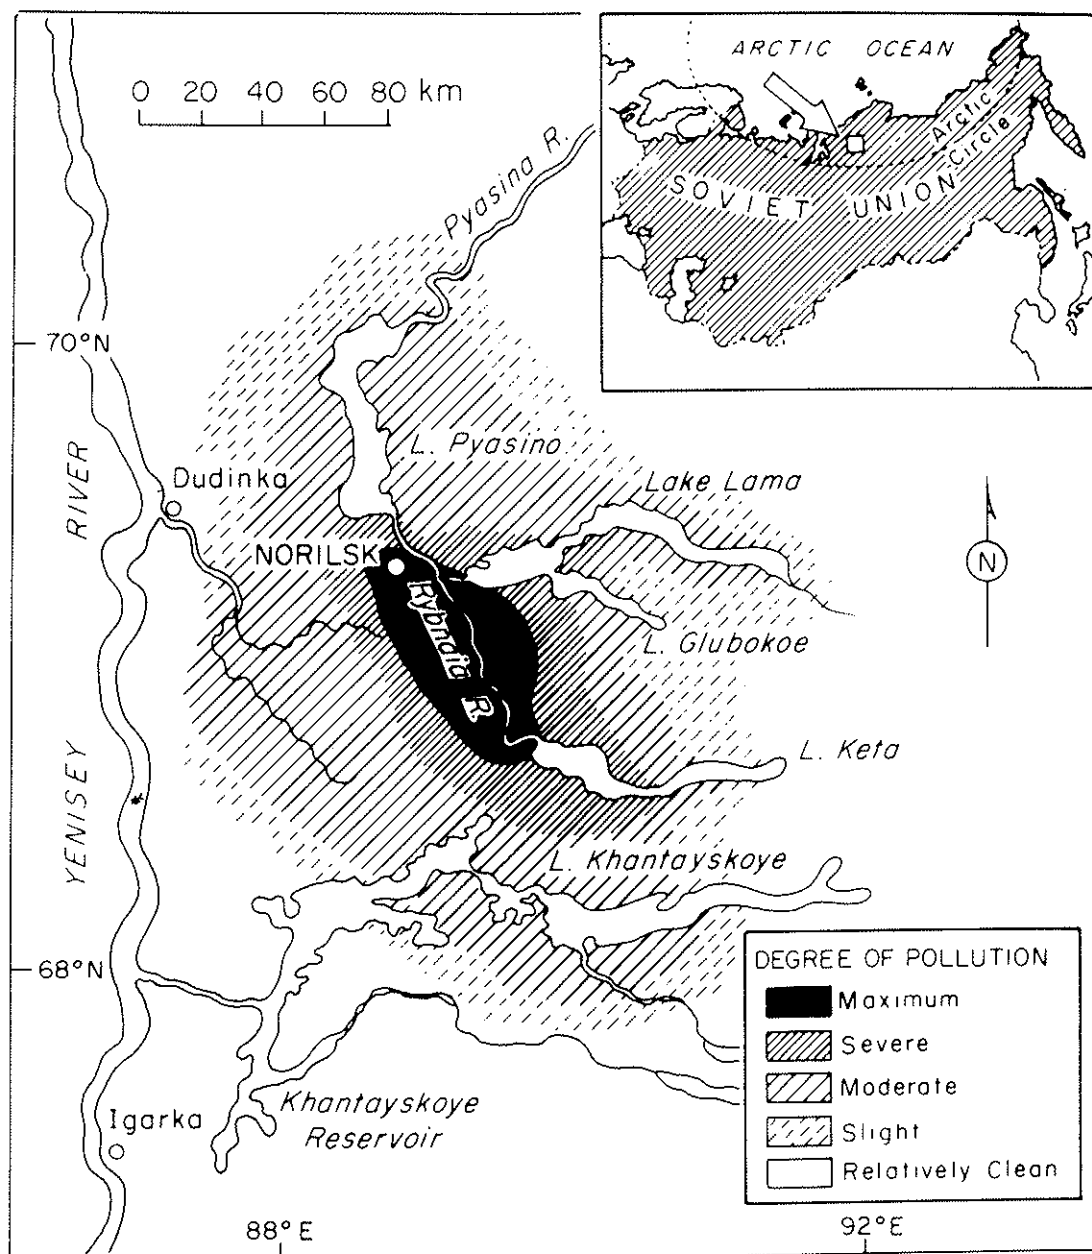 0 20 40 60 80 km
ARCTIC OCEAN
Arctic
Circle
SOVIET UNION
Pyasina R.
70°N
L. Pyasino
Lake Lama
Dudinka
RIVER
NORILSK
N
Rybnaia R.
L. Glubokoe
L. Keta
YENISEY
L. Khantayskoye
68°N
Igarka
Khantayskoye
Reservoir
DEGREE OF POLLUTION
Maximum
Severe
Moderate
Slight
Relatively Clean
88°E
92°E